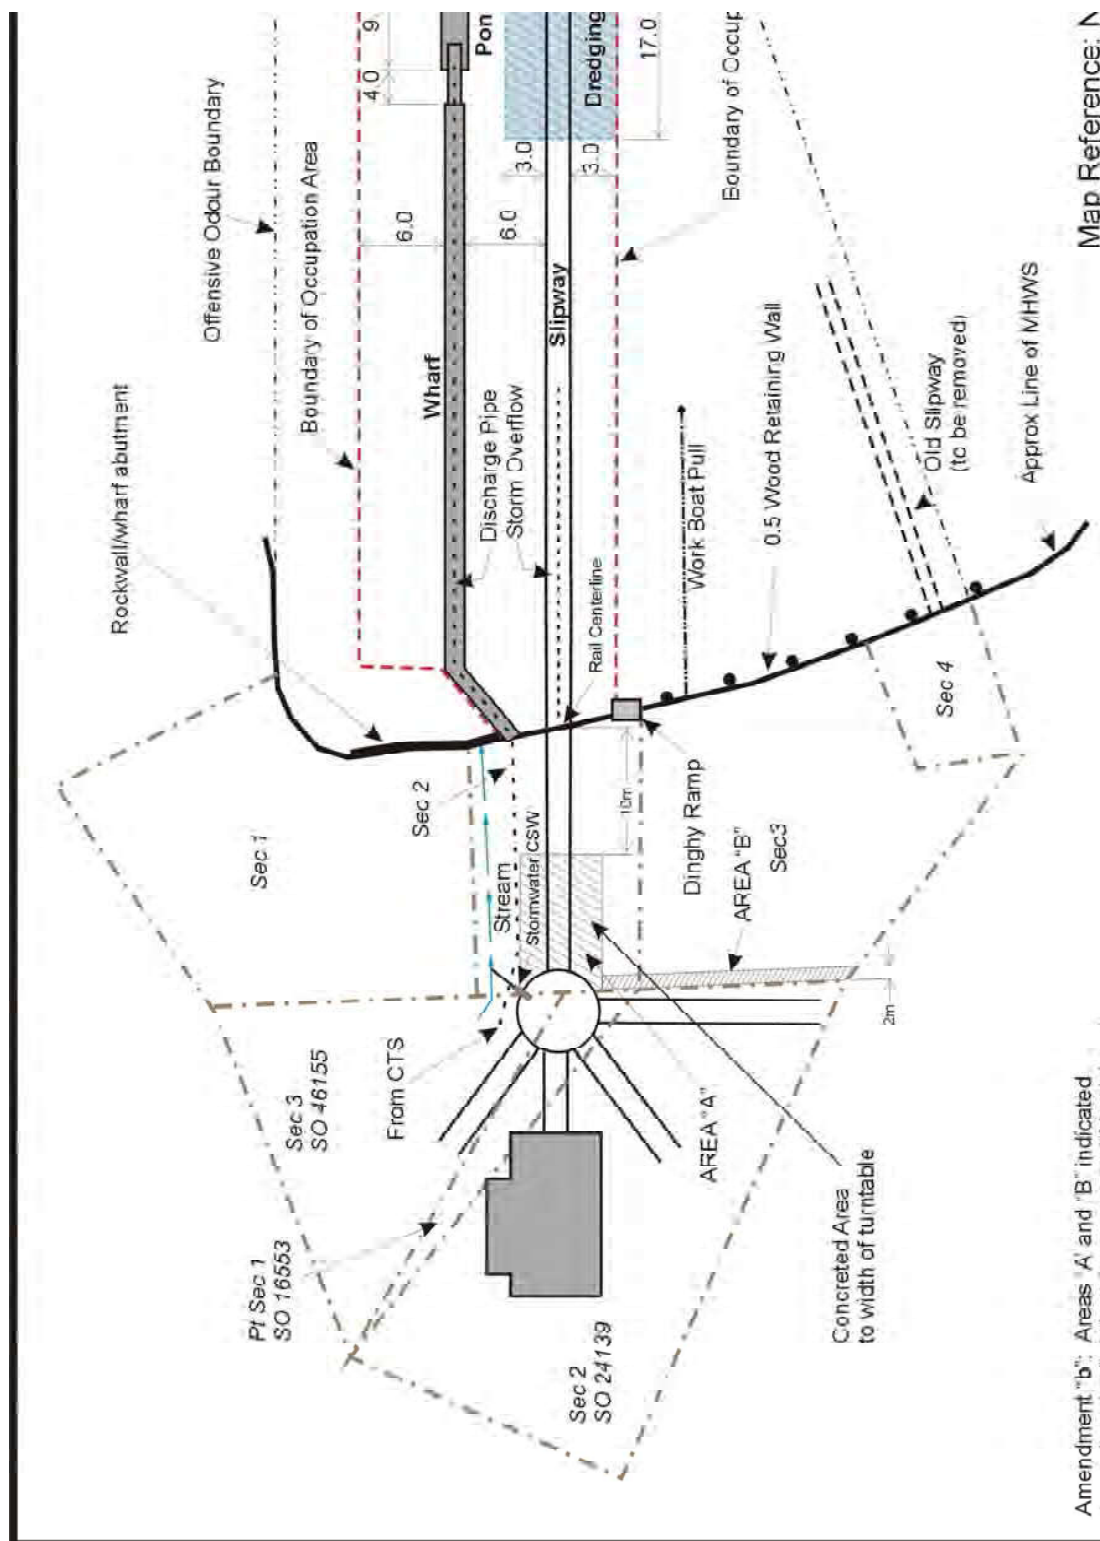 Offensive Odour Boundary
Boundary of Occupation Area
Rockwall/wharf abutment
9
4.0
Pon
Dredging
17.0
3.0
3.0
6.0
6.0
Wharf
Slipway
Discharge Pipe
Storm Overflow
Rail Centerline
Boundary of Occup
Work Boat Pull
0.5 Wood Retaining Wall
Old Slipway
(to be removed)
Approx Line of MHWS
Map Reference: N
Sec 1
Sec 2
Stream
Stormwater CSW
10m
Dinghy Ramp
AREA "B"
Sec3
Sec 4
2m
Sec 3
SO 46155
From CTS
AREA "A"
Pt Sec 1
SO 16553
Sec 2
SO 24139
Concreted Area
to width of turntable
Amendment "b": Areas 'A' and 'B' indicated